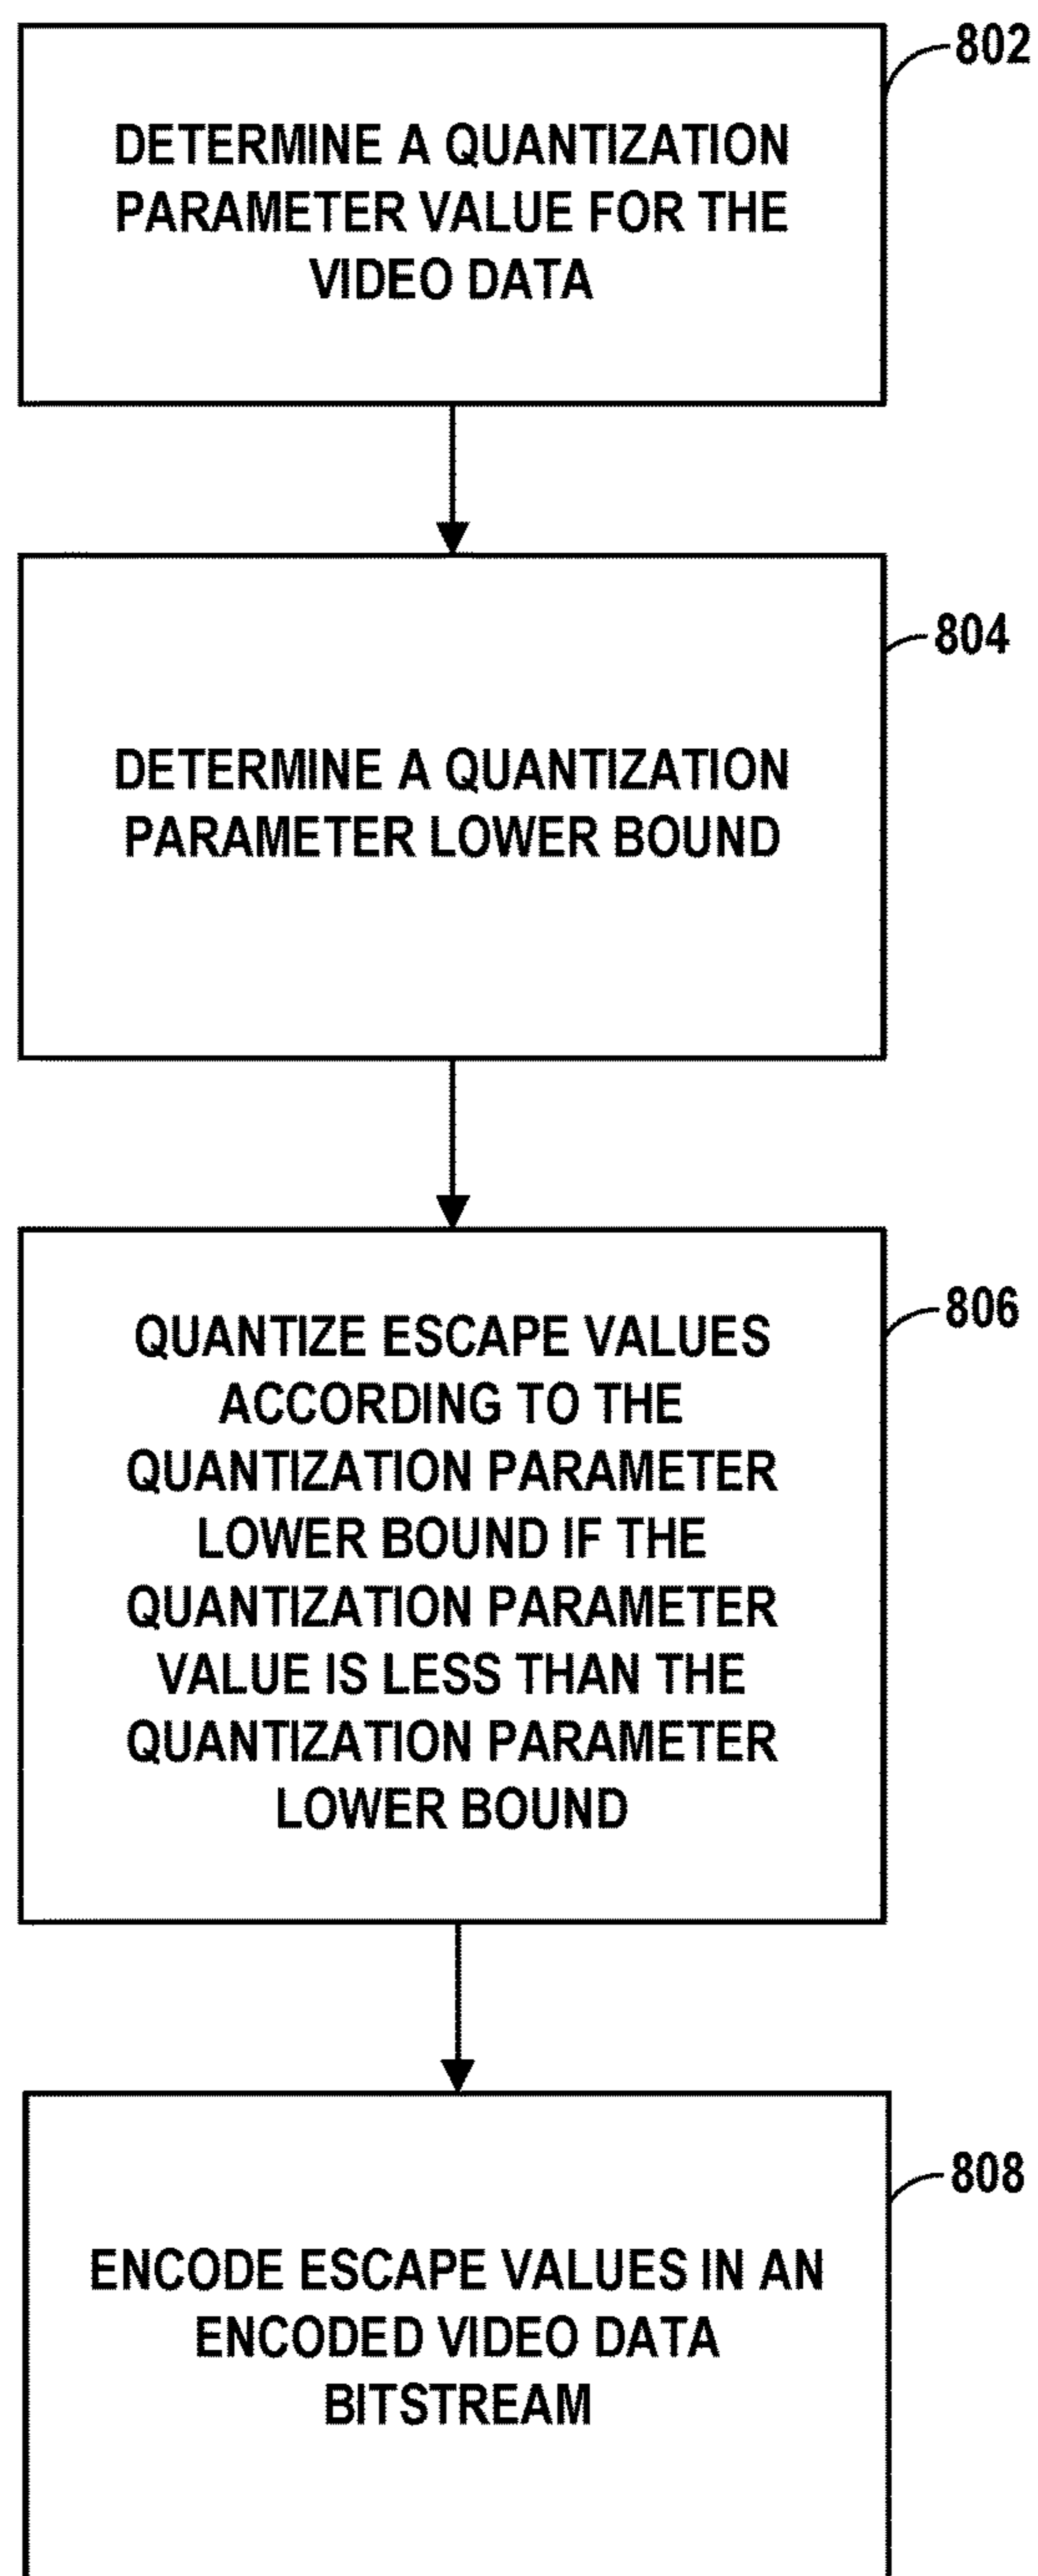 802
DETERMINE A QUANTIZATION
PARAMETER VALUE FOR THE
VIDEO DATA
804
DETERMINE A QUANTIZATION
PARAMETER LOWER BOUND
806
QUANTIZE ESCAPE VALUES
ACCORDING TO THE
QUANTIZATION PARAMETER
LOWER BOUND IF THE
QUANTIZATION PARAMETER
VALUE IS LESS THAN THE
QUANTIZATION PARAMETER
LOWER BOUND
808
ENCODE ESCAPE VALUES IN AN
ENCODED VIDEO DATA
BITSTREAM